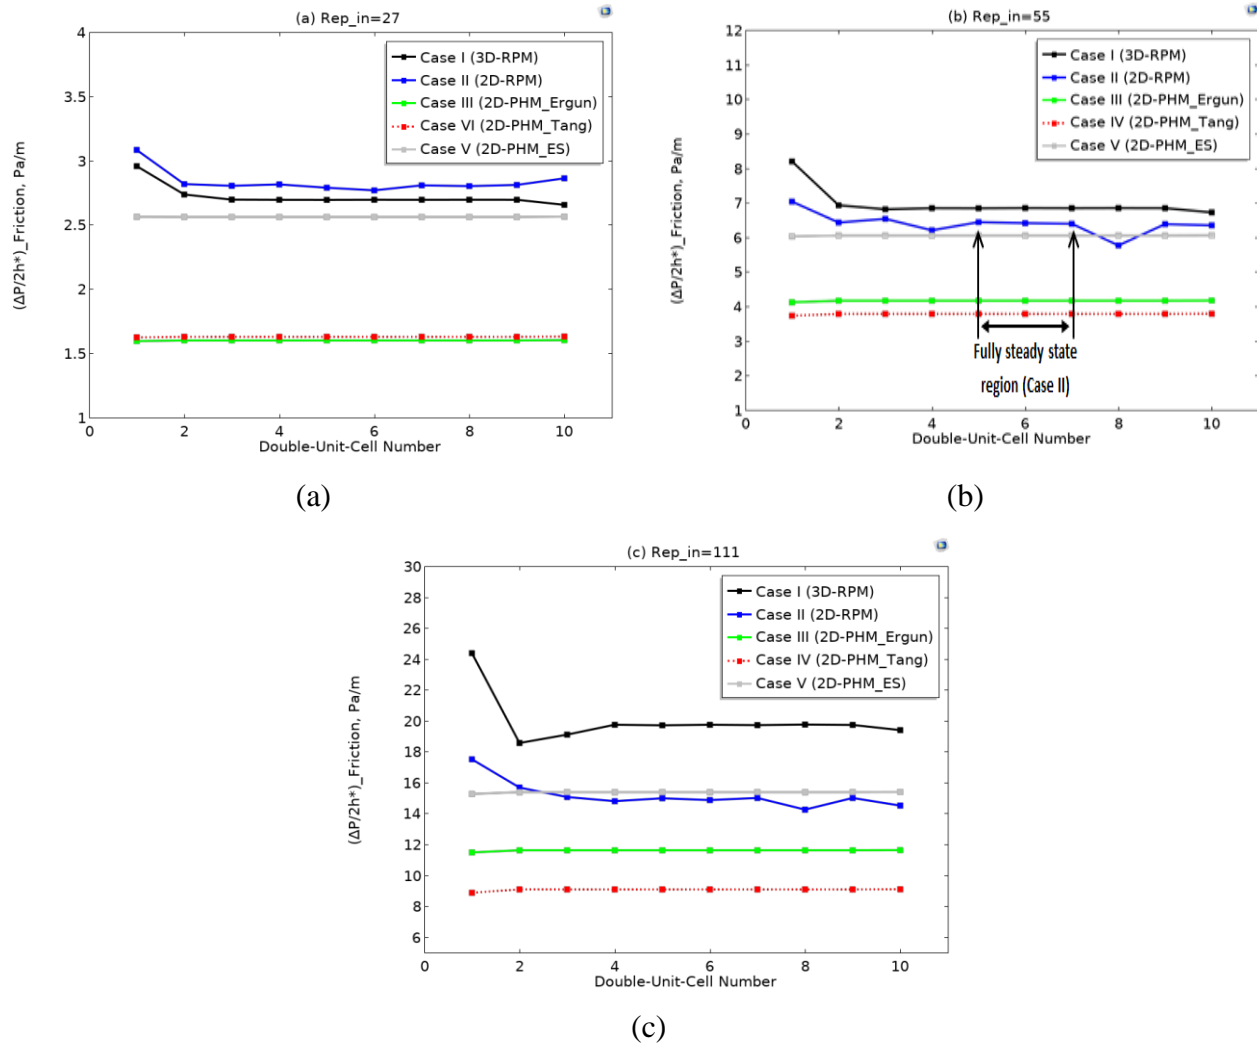 (a) Rep_in=27
4
3.5
3
2.5
2
1.5
1
0
2
4
6
8
10
(ΔP/2h*)_Friction, Pa/m
Double-Unit-Cell Number
Case I (3D-RPM)
Case II (2D-RPM)
Case III (2D-PHM_Ergun)
Case VI (2D-PHM_Tang)
Case V (2D-PHM_ES)
(a)
(b) Rep_in=55
12
11
10
9
8
7
6
5
4
3
2
1
0
2
4
6
8
10
(ΔP/2h*)_Friction, Pa/m
Double-Unit-Cell Number
Case I (3D-RPM)
Case II (2D-RPM)
Case III (2D-PHM_Ergun)
Case IV (2D-PHM_Tang)
Case V (2D-PHM_ES)
Fully steady state
region (Case II)
(b)
(c) Rep_in=111
30
28
26
24
22
20
18
16
14
12
10
8
6
0
2
4
6
8
10
(ΔP/2h*)_Friction, Pa/m
Double-Unit-Cell Number
Case I (3D-RPM)
Case II (2D-RPM)
Case III (2D-PHM_Ergun)
Case IV (2D-PHM_Tang)
Case V (2D-PHM_ES)
(c)